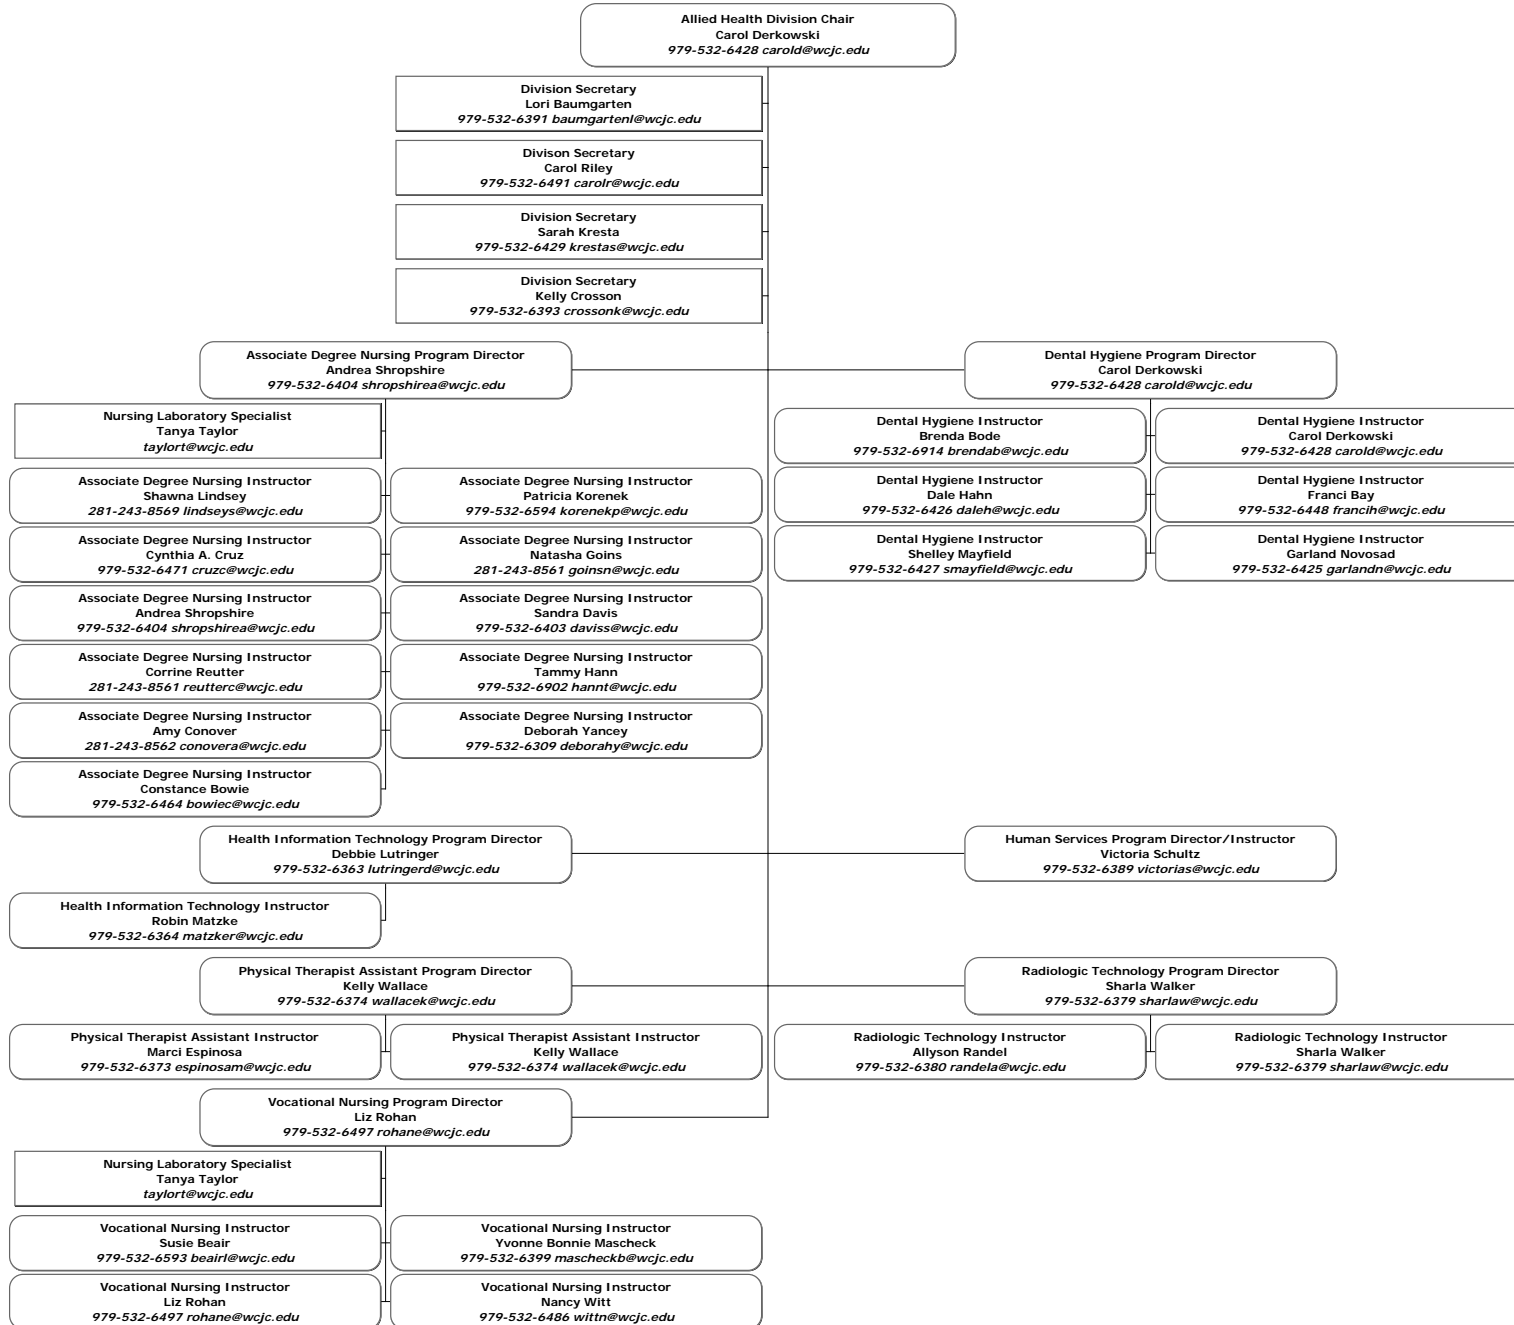 Allied Health Division Chair
Carol Derkowski
979-532-6428 carold@wcjc.edu
Division Secretary
Lori Baumgarten
979-532-6391 baumgartenl@wcjc.edu
Divison Secretary
Carol Riley
979-532-6491 carolr@wcjc.edu
Division Secretary
Sarah Kresta
979-532-6429 krestas@wcjc.edu
Division Secretary
Kelly Crosson
979-532-6393 crossonk@wcjc.edu
Associate Degree Nursing Program Director
Andrea Shropshire
979-532-6404 shropshirea@wcjc.edu
Nursing Laboratory Specialist
Tanya Taylor
taylort@wcjc.edu
Associate Degree Nursing Instructor
Shawna Lindsey
281-243-8569 lindseys@wcjc.edu
Associate Degree Nursing Instructor
Patricia Korenek
979-532-6594 korenekp@wcjc.edu
Associate Degree Nursing Instructor
Cynthia A. Cruz
979-532-6471 cruzc@wcjc.edu
Associate Degree Nursing Instructor
Natasha Goins
281-243-8561 goinsn@wcjc.edu
Associate Degree Nursing Instructor
Andrea Shropshire
979-532-6404 shropshirea@wcjc.edu
Associate Degree Nursing Instructor
Sandra Davis
979-532-6403 daviss@wcjc.edu
Associate Degree Nursing Instructor
Corrine Reutter
281-243-8561 reutterc@wcjc.edu
Associate Degree Nursing Instructor
Tammy Hann
979-532-6902 hannt@wcjc.edu
Associate Degree Nursing Instructor
Amy Conover
281-243-8562 conovera@wcjc.edu
Associate Degree Nursing Instructor
Deborah Yancey
979-532-6309 deborahy@wcjc.edu
Associate Degree Nursing Instructor
Constance Bowie
979-532-6464 bowiec@wcjc.edu
Dental Hygiene Program Director
Carol Derkowski
979-532-6428 carold@wcjc.edu
Dental Hygiene Instructor
Brenda Bode
979-532-6914 brendab@wcjc.edu
Dental Hygiene Instructor
Carol Derkowski
979-532-6428 carold@wcjc.edu
Dental Hygiene Instructor
Dale Hahn
979-532-6426 daleh@wcjc.edu
Dental Hygiene Instructor
Franci Bay
979-532-6448 francih@wcjc.edu
Dental Hygiene Instructor
Shelley Mayfield
979-532-6427 smayfield@wcjc.edu
Dental Hygiene Instructor
Garland Novosad
979-532-6425 garlandn@wcjc.edu
Health Information Technology Program Director
Debbie Lutringer
979-532-6363 lutringerd@wcjc.edu
Health Information Technology Instructor
Robin Matzke
979-532-6364 matzker@wcjc.edu
Human Services Program Director/Instructor
Victoria Schultz
979-532-6389 victorias@wcjc.edu
Physical Therapist Assistant Program Director
Kelly Wallace
979-532-6374 wallacek@wcjc.edu
Physical Therapist Assistant Instructor
Marci Espinosa
979-532-6373 espinosam@wcjc.edu
Physical Therapist Assistant Instructor
Kelly Wallace
979-532-6374 wallacek@wcjc.edu
Radiologic Technology Program Director
Sharla Walker
979-532-6379 sharlaw@wcjc.edu
Radiologic Technology Instructor
Allyson Randel
979-532-6380 randela@wcjc.edu
Radiologic Technology Instructor
Sharla Walker
979-532-6379 sharlaw@wcjc.edu
Vocational Nursing Program Director
Liz Rohan
979-532-6497 rohane@wcjc.edu
Nursing Laboratory Specialist
Tanya Taylor
taylort@wcjc.edu
Vocational Nursing Instructor
Susie Beair
979-532-6593 beairl@wcjc.edu
Vocational Nursing Instructor
Yvonne Bonnie Mascheck
979-532-6399 mascheckb@wcjc.edu
Vocational Nursing Instructor
Liz Rohan
979-532-6497 rohane@wcjc.edu
Vocational Nursing Instructor
Nancy Witt
979-532-6486 wittn@wcjc.edu